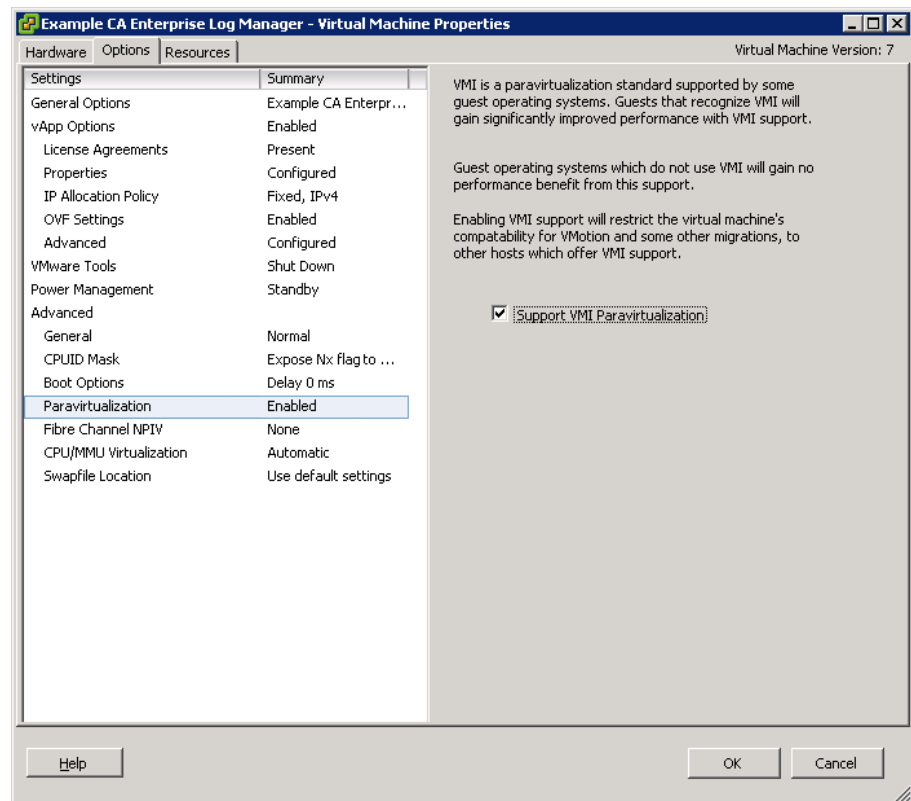 Example CA Enterprise Log Manager - Virtual Machine Properties
Hardware Options Resources Virtual Machine Version: 7
Settings Summary
General Options Example CA Enterpr...
vApp Options Enabled
License Agreements Present
Properties Configured
IP Allocation Policy Fixed, IPv4
OVF Settings Enabled
Advanced Configured
VMware Tools Shut Down
Power Management Standby
Advanced
General Normal
CPUID Mask Expose Nx flag to ...
Boot Options Delay 0 ms
Paravirtualization Enabled
Fibre Channel NPIV None
CPU/MMU Virtualization Automatic
Swapfile Location Use default settings
VMI is a paravirtualization standard supported by some
guest operating systems. Guests that recognize VMI will
gain significantly improved performance with VMI support.
Guest operating systems which do not use VMI will gain no
performance benefit from this support.
Enabling VMI support will restrict the virtual machine's
compatability for VMotion and some other migrations, to
other hosts which offer VMI support.
Support VMI Paravirtualization
Help OK Cancel